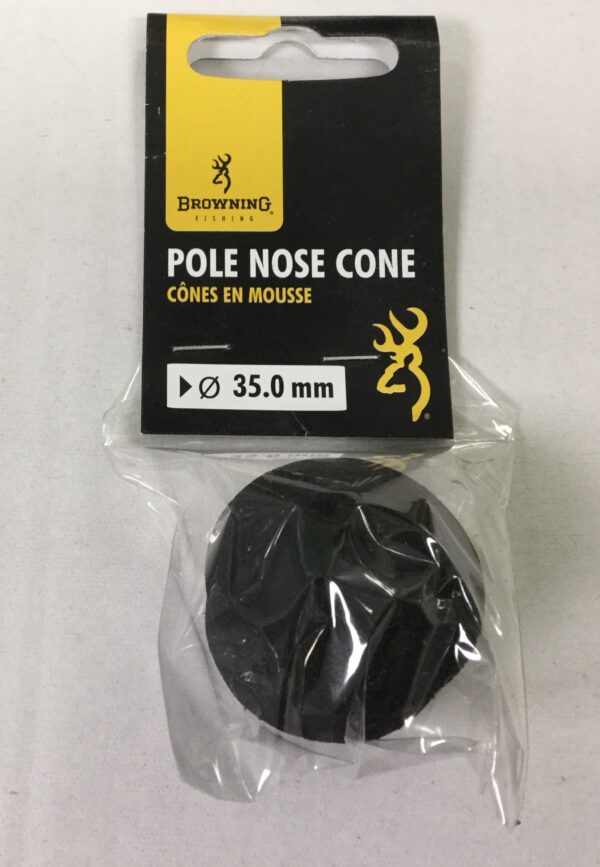 BROWNING
FISHING
POLE NOSE CONE
CÔNES EN MOUSSE
Ø 35.0 mm